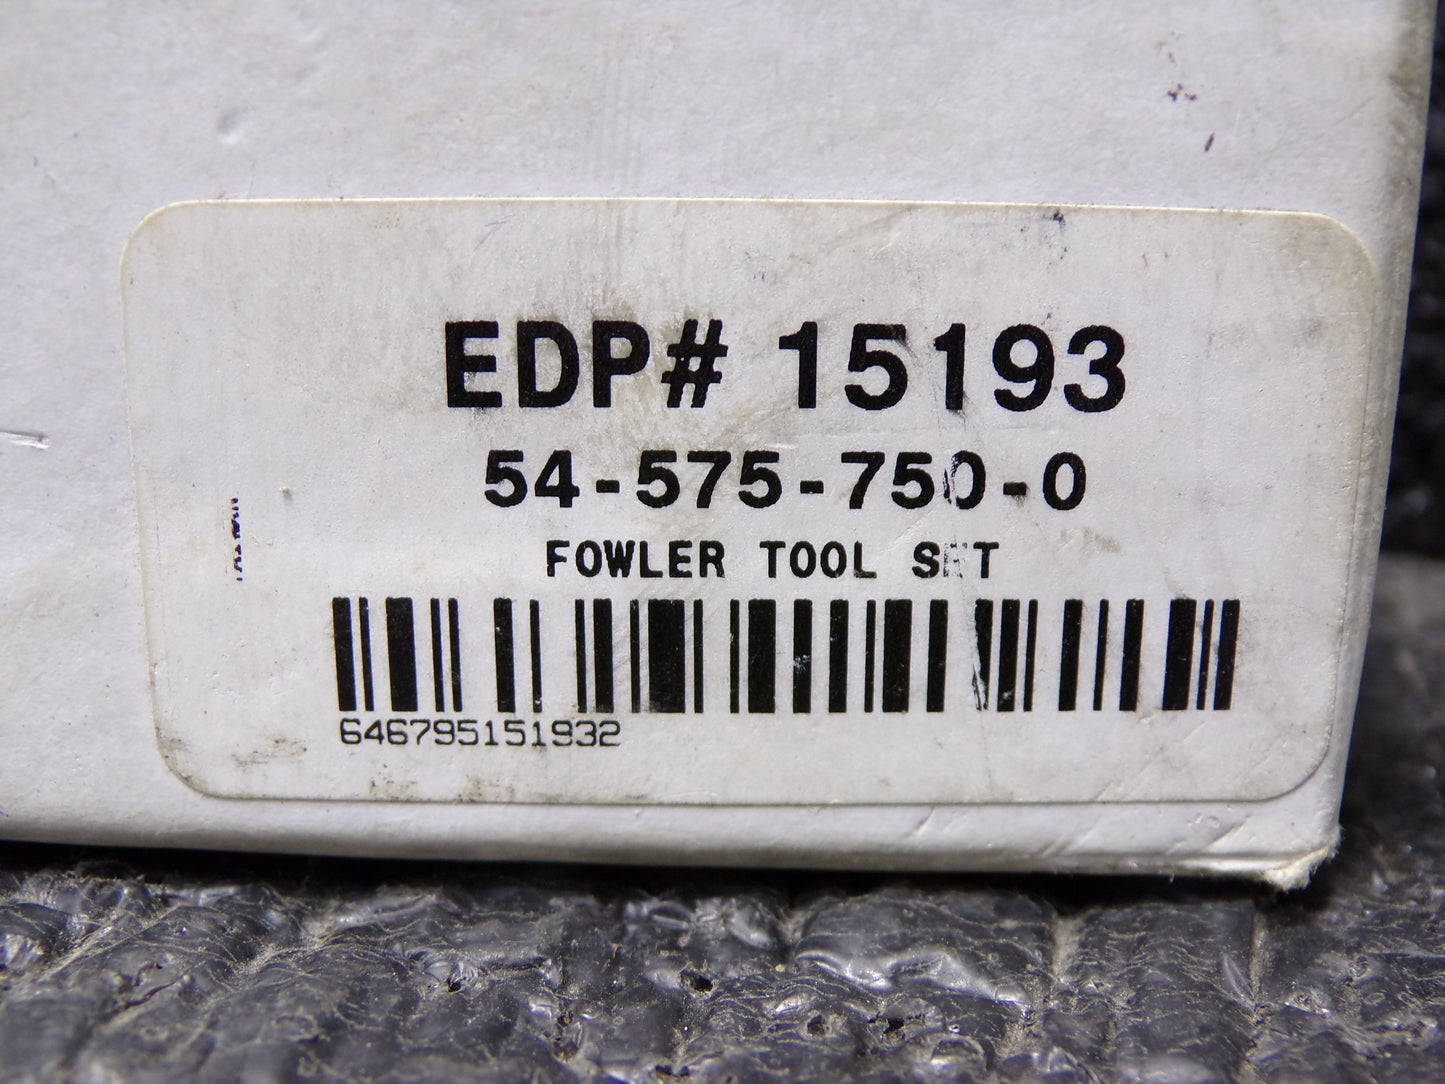 EDP# 15193
54-575-750-0
FOWLER TOOL SET
646795151932